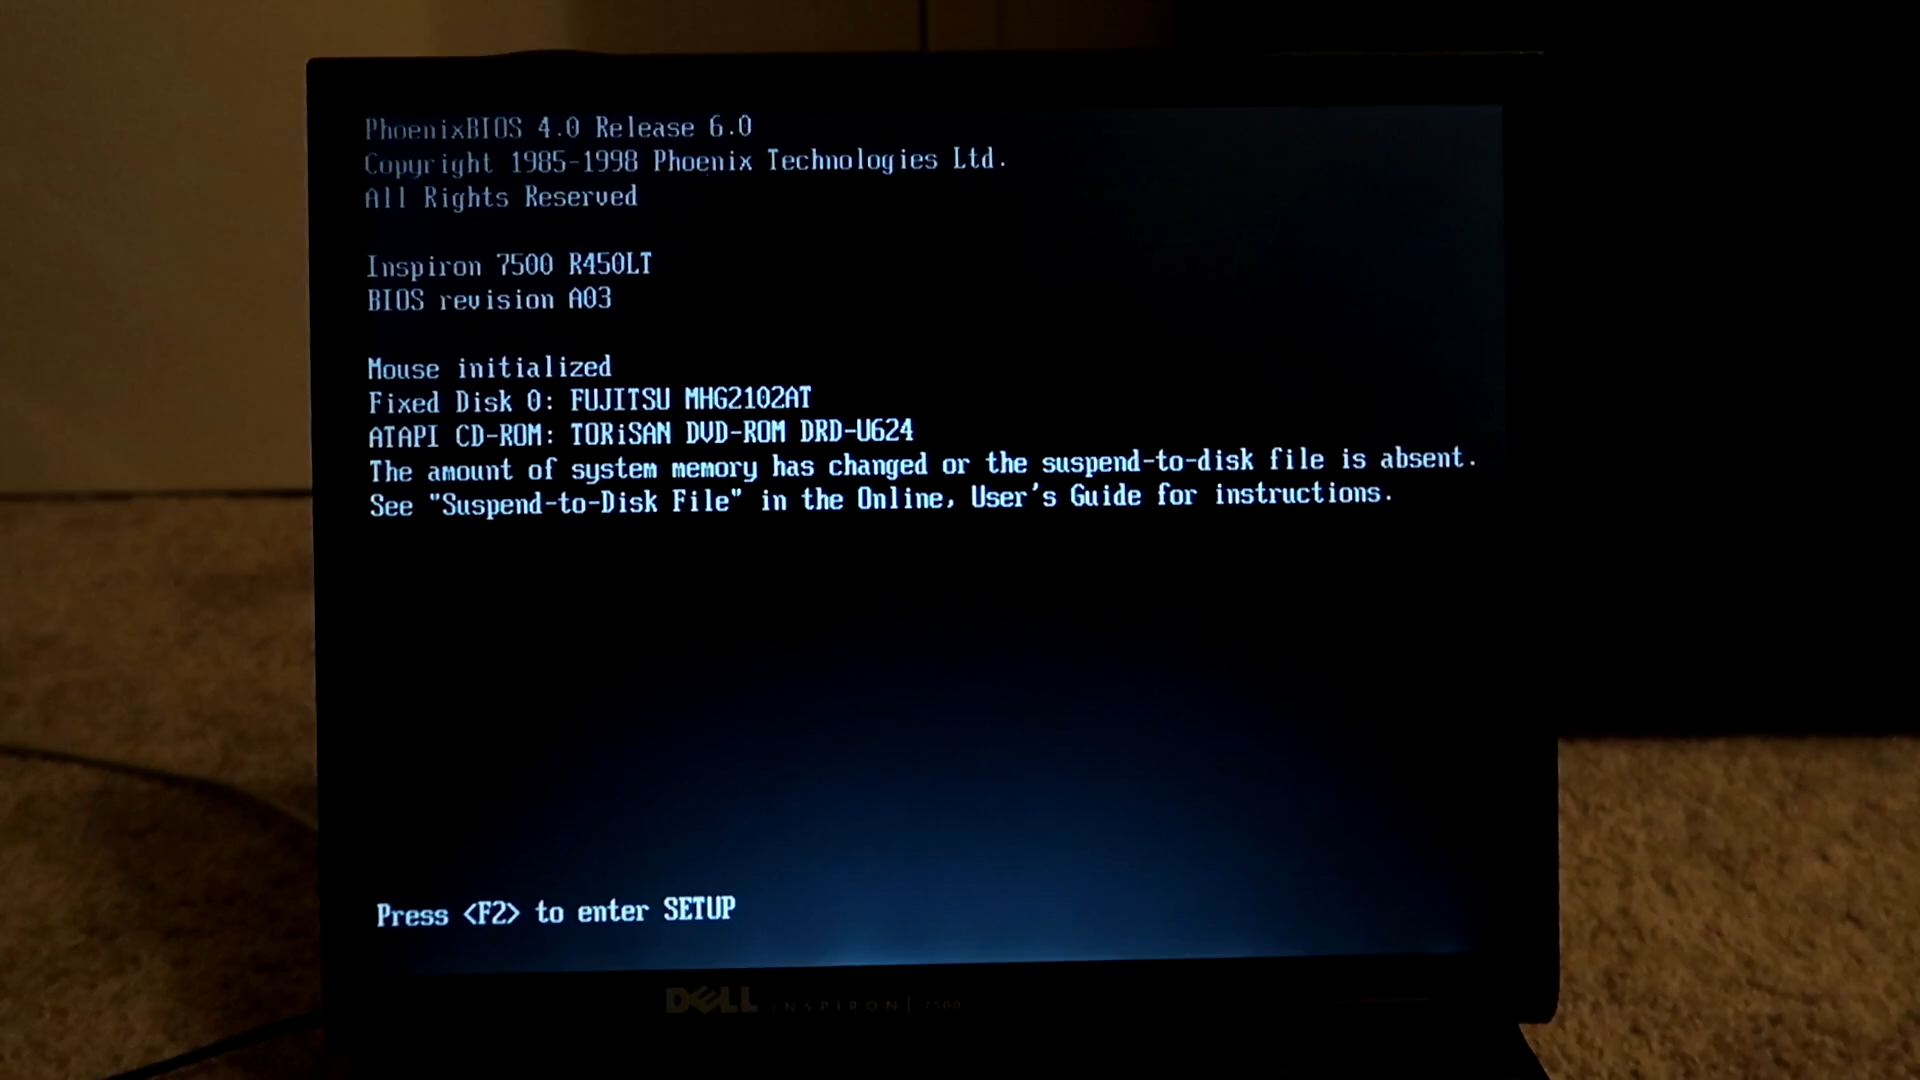 PhoenixBIOS 4.0 Release 6.0
Copyright 1985-1998 Phoenix Technologies Ltd.
All Rights Reserved
Inspiron 7500 R450LT
BIOS revision A03
Mouse initialized
Fixed Disk 0: FUJITSU MHG2102AT
ATAPI CD-ROM: TORiSAN DVD-ROM DRD-U624
The amount of system memory has changed or the suspend-to-disk file is absent.
See "Suspend-to-Disk File" in the Online, User's Guide for instructions.
Press <F2> to enter SETUP
DELL INSPIRON | 7500